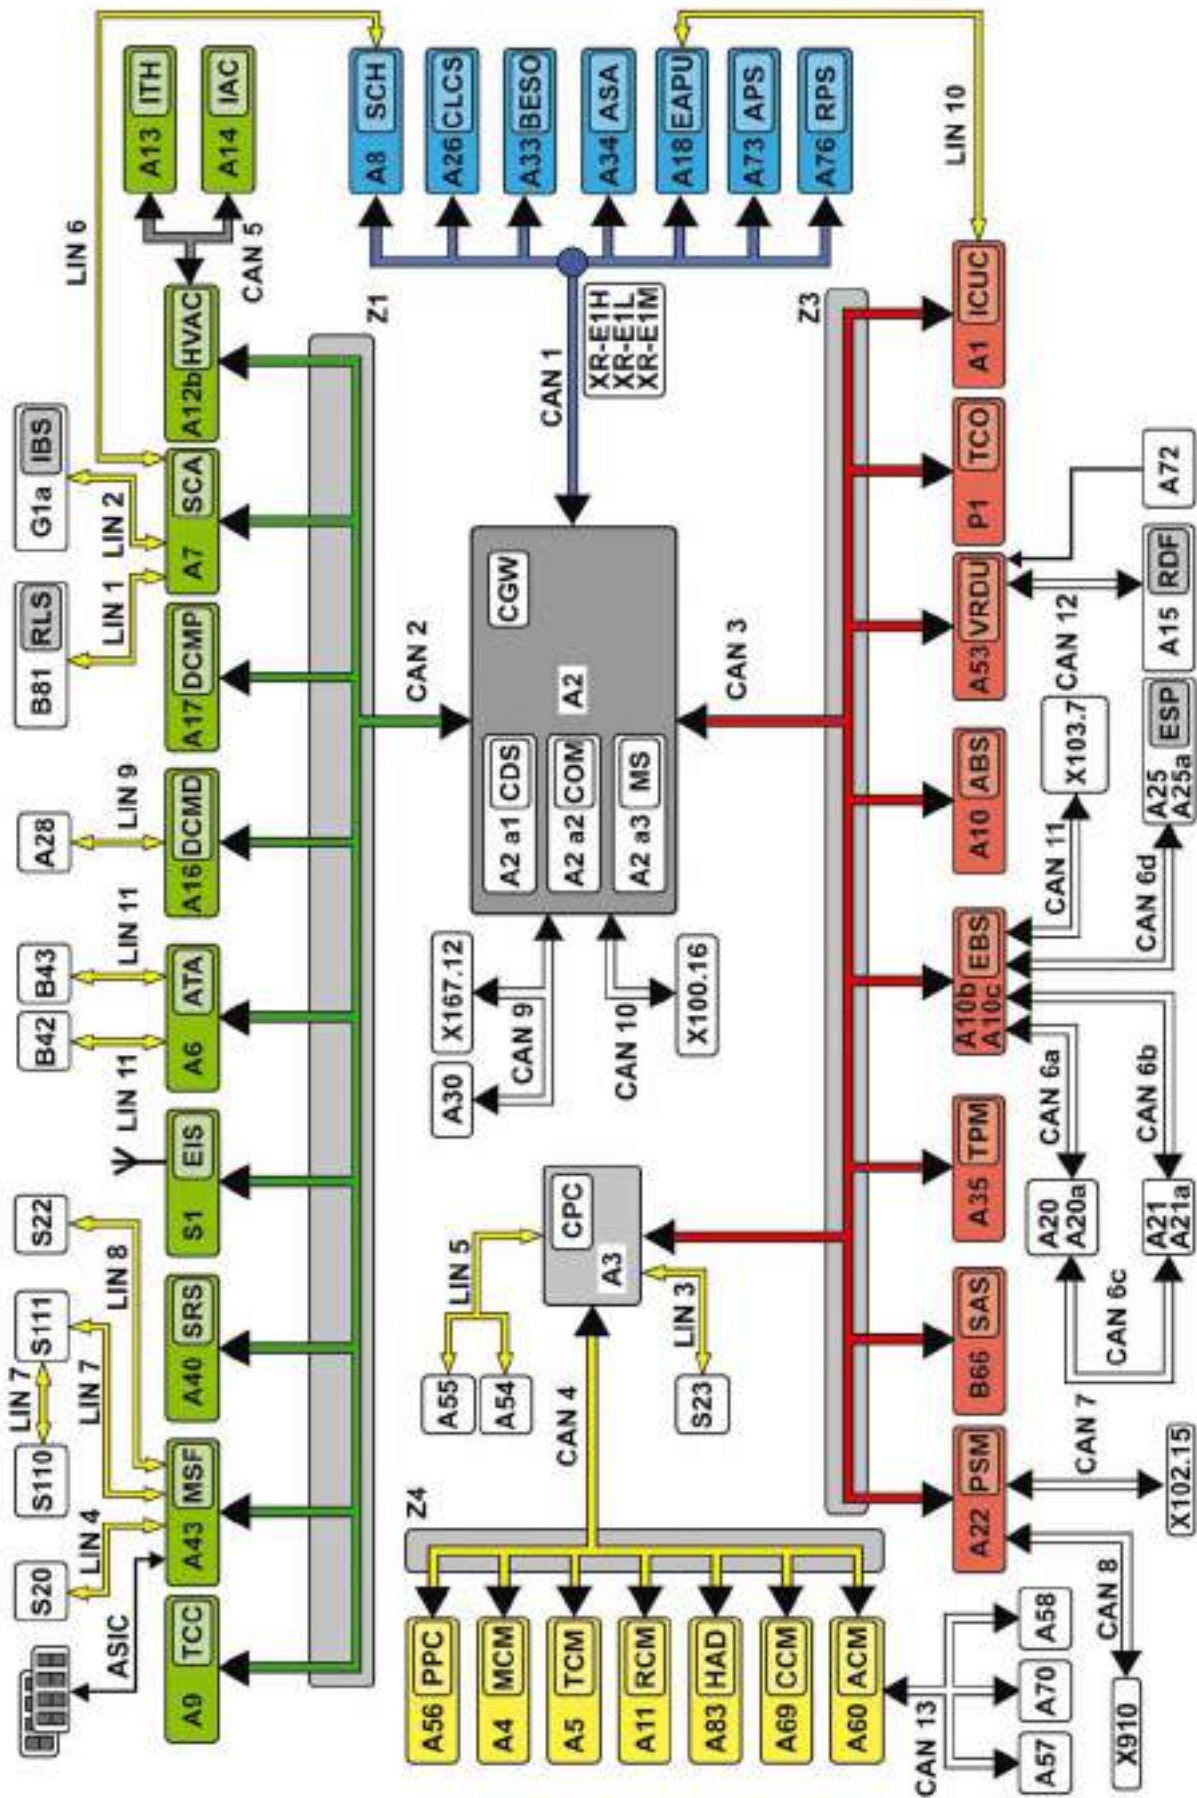 ASIC
S20
LIN 4
S110
LIN 7
S111
LIN 7
S22
LIN 8
LIN 11
B42
B43
LIN 11
A28
LIN 9
B81 RLS
LIN 1
G1a IBS
LIN 2
LIN 6
A9 TCC
A43 MSF
A40 SRS
S1 EIS
A6 ATA
A16 DCMD
A17 DCMP
A7 SCA
A12b HVAC
CAN 5
A13 ITH
A14 IAC
Z1
CAN 2
A8 SCH
A26 CLCS
A33 BESO
A34 ASA
A18 EAPU
A73 APS
A76 RPS
LIN 10
CAN 1
XR-E1H
XR-E1L
XR-E1M
CGW
A2
A2 a1 CDS
A2 a2 COM
A2 a3 MS
X167.12
A30
CAN 9
CAN 10
X100.16
CAN 3
CPC
A3
LIN 5
A55
A54
LIN 3
S23
CAN 4
Z4
A56 PPC
A4 MCM
A5 TCM
A11 RCM
A83 HAD
A69 CCM
A60 ACM
CAN 13
A57
A70
A58
Z3
A22 PSM
B66 SAS
A35 TPM
A10b
A10c
EBS
A10 ABS
A53 VRDU
P1 TCO
A1 ICUC
CAN 8
X910
CAN 7
X102.15
A20
A20a
A21
A21a
CAN 6c
CAN 6a
CAN 6b
CAN 6d
CAN 11
X103.7
A25
A25a
ESP
CAN 12
A15 RDF
A72